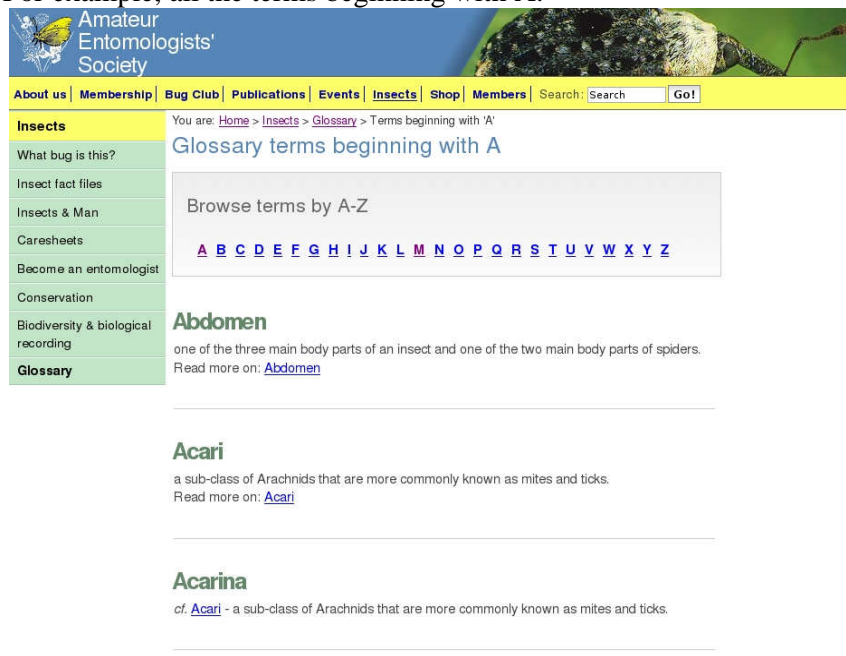 For example, all the terms beginning with A.
Amateur
Entomologists'
Society
About us | Membership | Bug Club | Publications | Events | Insects | Shop | Members | Search: Search Go!
Insects
What bug is this?
Insect fact files
Insects & Man
Caresheets
Become an entomologist
Conservation
Biodiversity & biological
recording
Glossary
You are: Home > Insects > Glossary > Terms beginning with 'A'
Glossary terms beginning with A
Browse terms by A-Z
A B C D E F G H I J K L M N O P Q R S T U V W X Y Z
Abdomen
one of the three main body parts of an insect and one of the two main body parts of spiders.
Read more on: Abdomen
Acari
a sub-class of Arachnids that are more commonly known as mites and ticks.
Read more on: Acari
Acarina
cf. Acari - a sub-class of Arachnids that are more commonly known as mites and ticks.